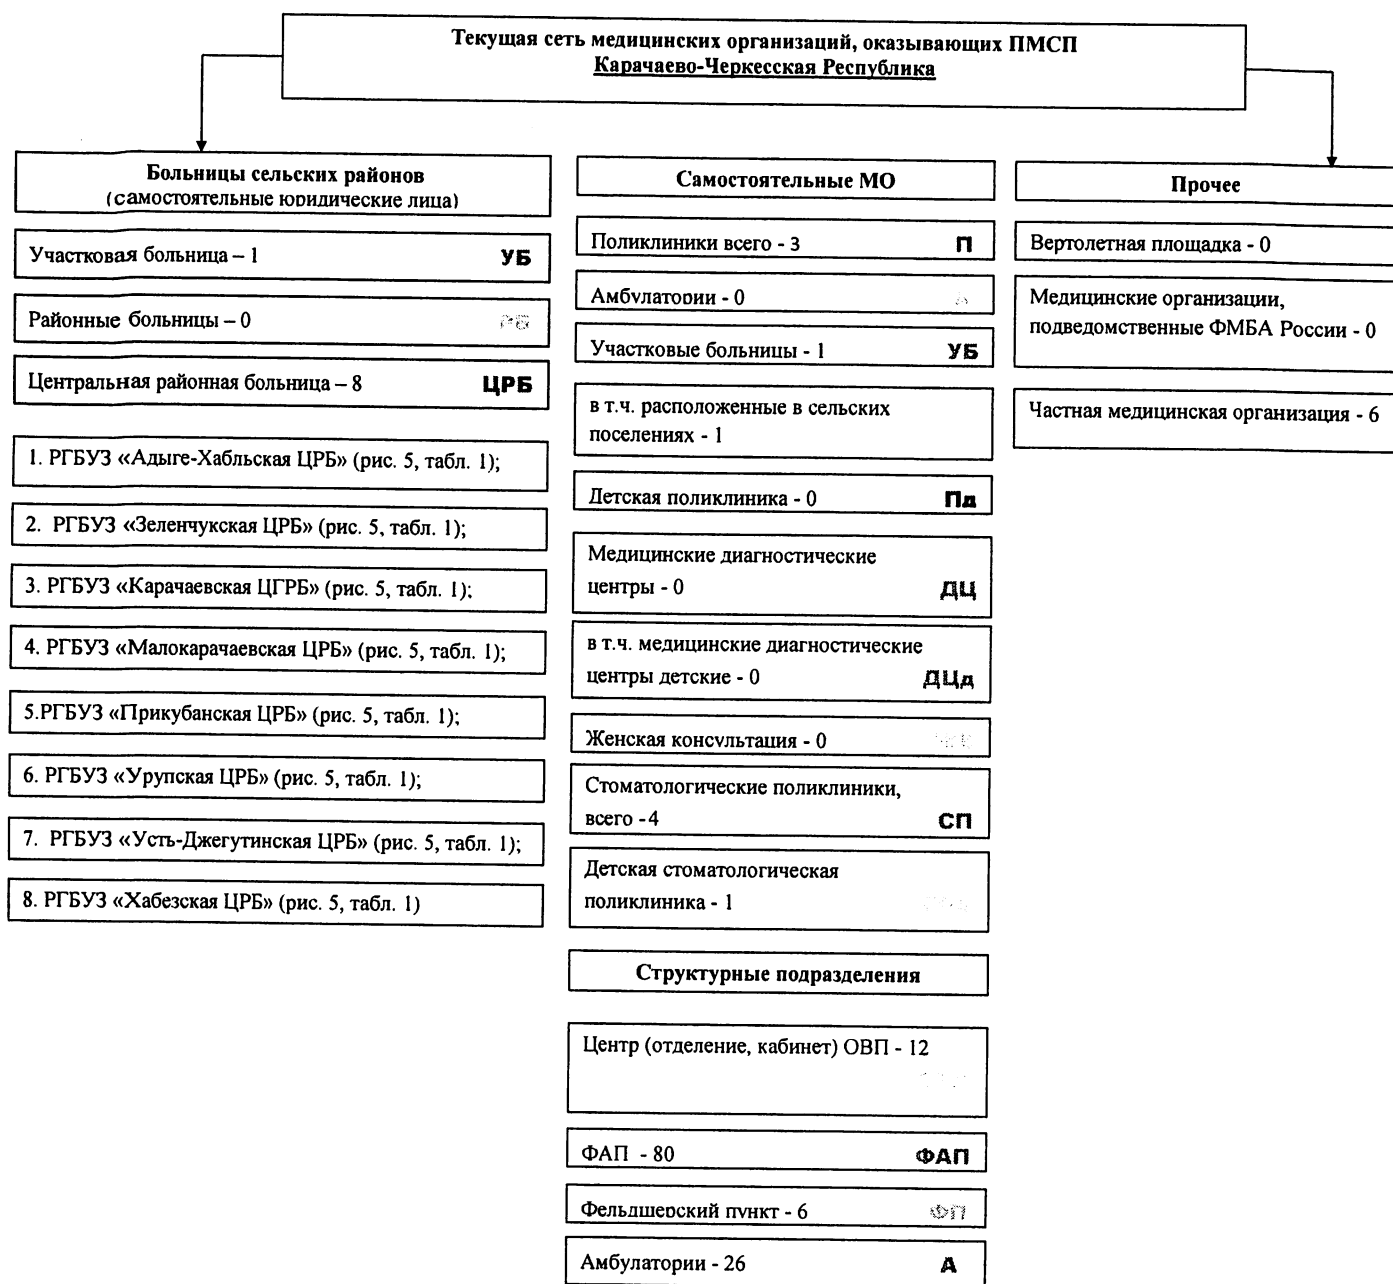 Текущая сеть медицинских организаций, оказывающих ПМСП
Карачаево-Черкесская Республика
Больницы сельских районов
(самостоятельные юридические лица)
Участковая больница – 1 УБ
Районные больницы – 0 РБ
Центральная районная больница – 8 ЦРБ
1. РГБУЗ «Адыге-Хабльская ЦРБ» (рис. 5, табл. 1);
2. РГБУЗ «Зеленчукская ЦРБ» (рис. 5, табл. 1);
3. РГБУЗ «Карачаевская ЦГРБ» (рис. 5, табл. 1);
4. РГБУЗ «Малокарачаевская ЦРБ» (рис. 5, табл. 1);
5.РГБУЗ «Прикубанская ЦРБ» (рис. 5, табл. 1);
6. РГБУЗ «Урупская ЦРБ» (рис. 5, табл. 1);
7. РГБУЗ «Усть-Джегутинская ЦРБ» (рис. 5, табл. 1);
8. РГБУЗ «Хабезская ЦРБ» (рис. 5, табл. 1)
Самостоятельные МО
Поликлиники всего - 3 П
Амбулатории - 0 А
Участковые больницы - 1 УБ
в т.ч. расположенные в сельских
поселениях - 1
Детская поликлиника - 0 Пд
Медицинские диагностические
центры - 0 ДЦ
в т.ч. медицинские диагностические
центры детские - 0 ДЦд
Женская консультация - 0
Стоматологические поликлиники,
всего -4 СП
Детская стоматологическая
поликлиника - 1
Структурные подразделения
Центр (отделение, кабинет) ОВП - 12
ФАП - 80 ФАП
Фельдшерский пункт - 6 ФП
Амбулатории - 26 А
Прочее
Вертолетная площадка - 0
Медицинские организации,
подведомственные ФМБА России - 0
Частная медицинская организация - 6